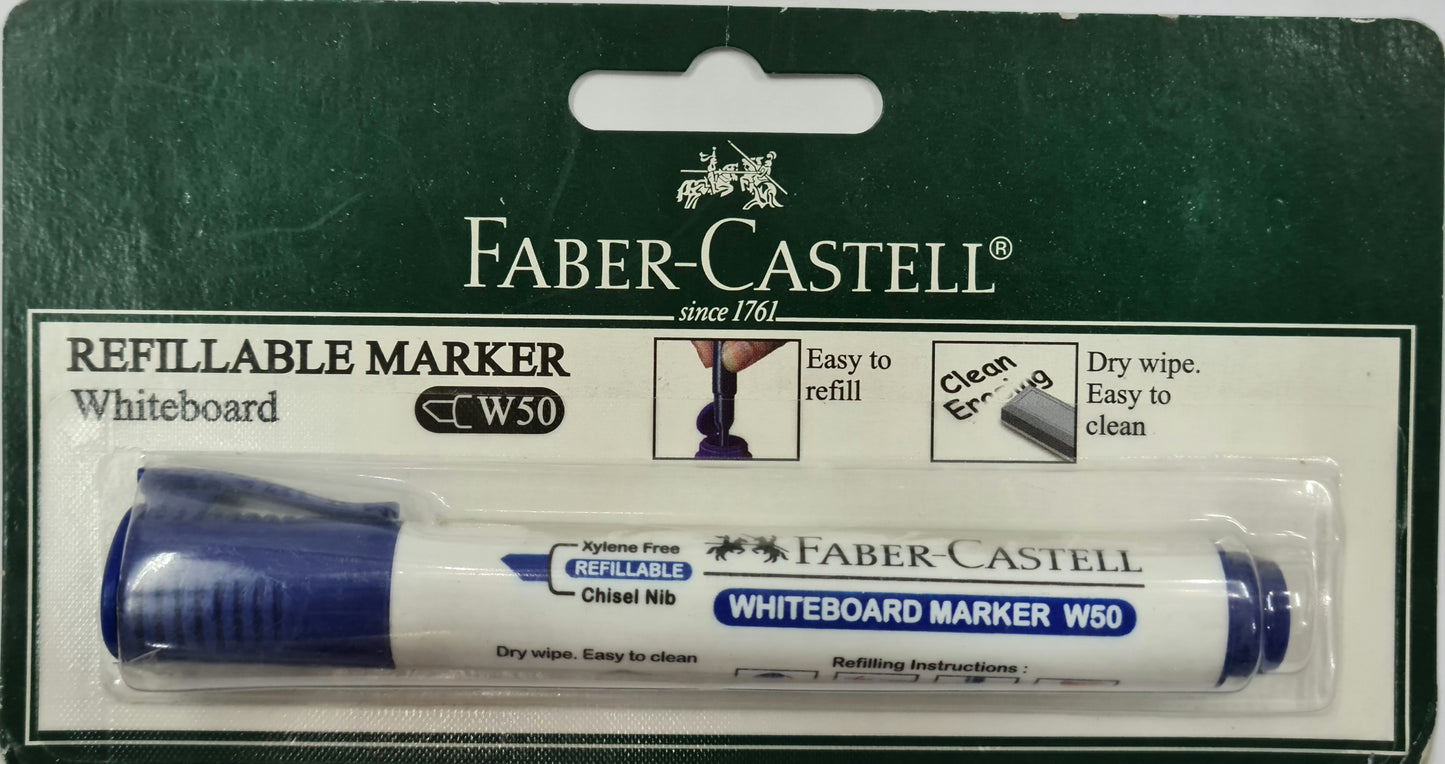 FABER-CASTELL®
since 1761
REFILLABLE MARKER
Whiteboard
W50
Easy to
refill
Clean
Erasing
Dry wipe.
Easy to
clean
Xylene Free
REFILLABLE
Chisel Nib
FABER-CASTELL
WHITEBOARD MARKER W50
Dry wipe. Easy to clean
Refilling Instructions :